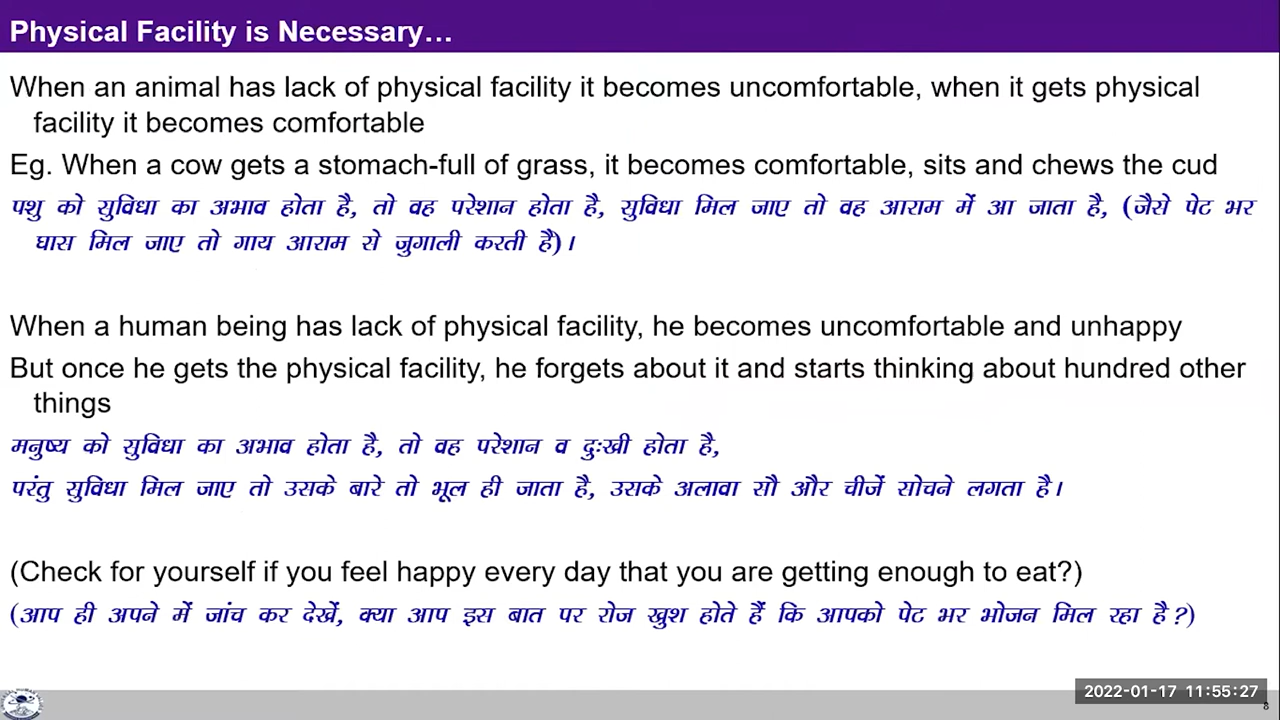 Physical Facility is Necessary…
When an animal has lack of physical facility it becomes uncomfortable, when it gets physical
facility it becomes comfortable
Eg. When a cow gets a stomach-full of grass, it becomes comfortable, sits and chews the cud
पशु को सुविधा का अभाव होता है, तो वह परेशान होता है, सुविधा मिल जाए तो वह आराम में आ जाता है, (जैसे पेट भर
घास मिल जाए तो गाय आराम से जुगाली करती है)।
When a human being has lack of physical facility, he becomes uncomfortable and unhappy
But once he gets the physical facility, he forgets about it and starts thinking about hundred other
things
मनुष्य को सुविधा का अभाव होता है, तो वह परेशान व दुःखी होता है,
परंतु सुविधा मिल जाए तो उसके बारे तो भूल ही जाता है, उसके अलावा सौ और चीजें सोचने लगता है।
(Check for yourself if you feel happy every day that you are getting enough to eat?)
(आप ही अपने में जांच कर देखें, क्या आप इस बात पर रोज खुश होते हैं कि आपको पेट भर भोजन मिल रहा है?)
2022-01-17 11:55:27
8